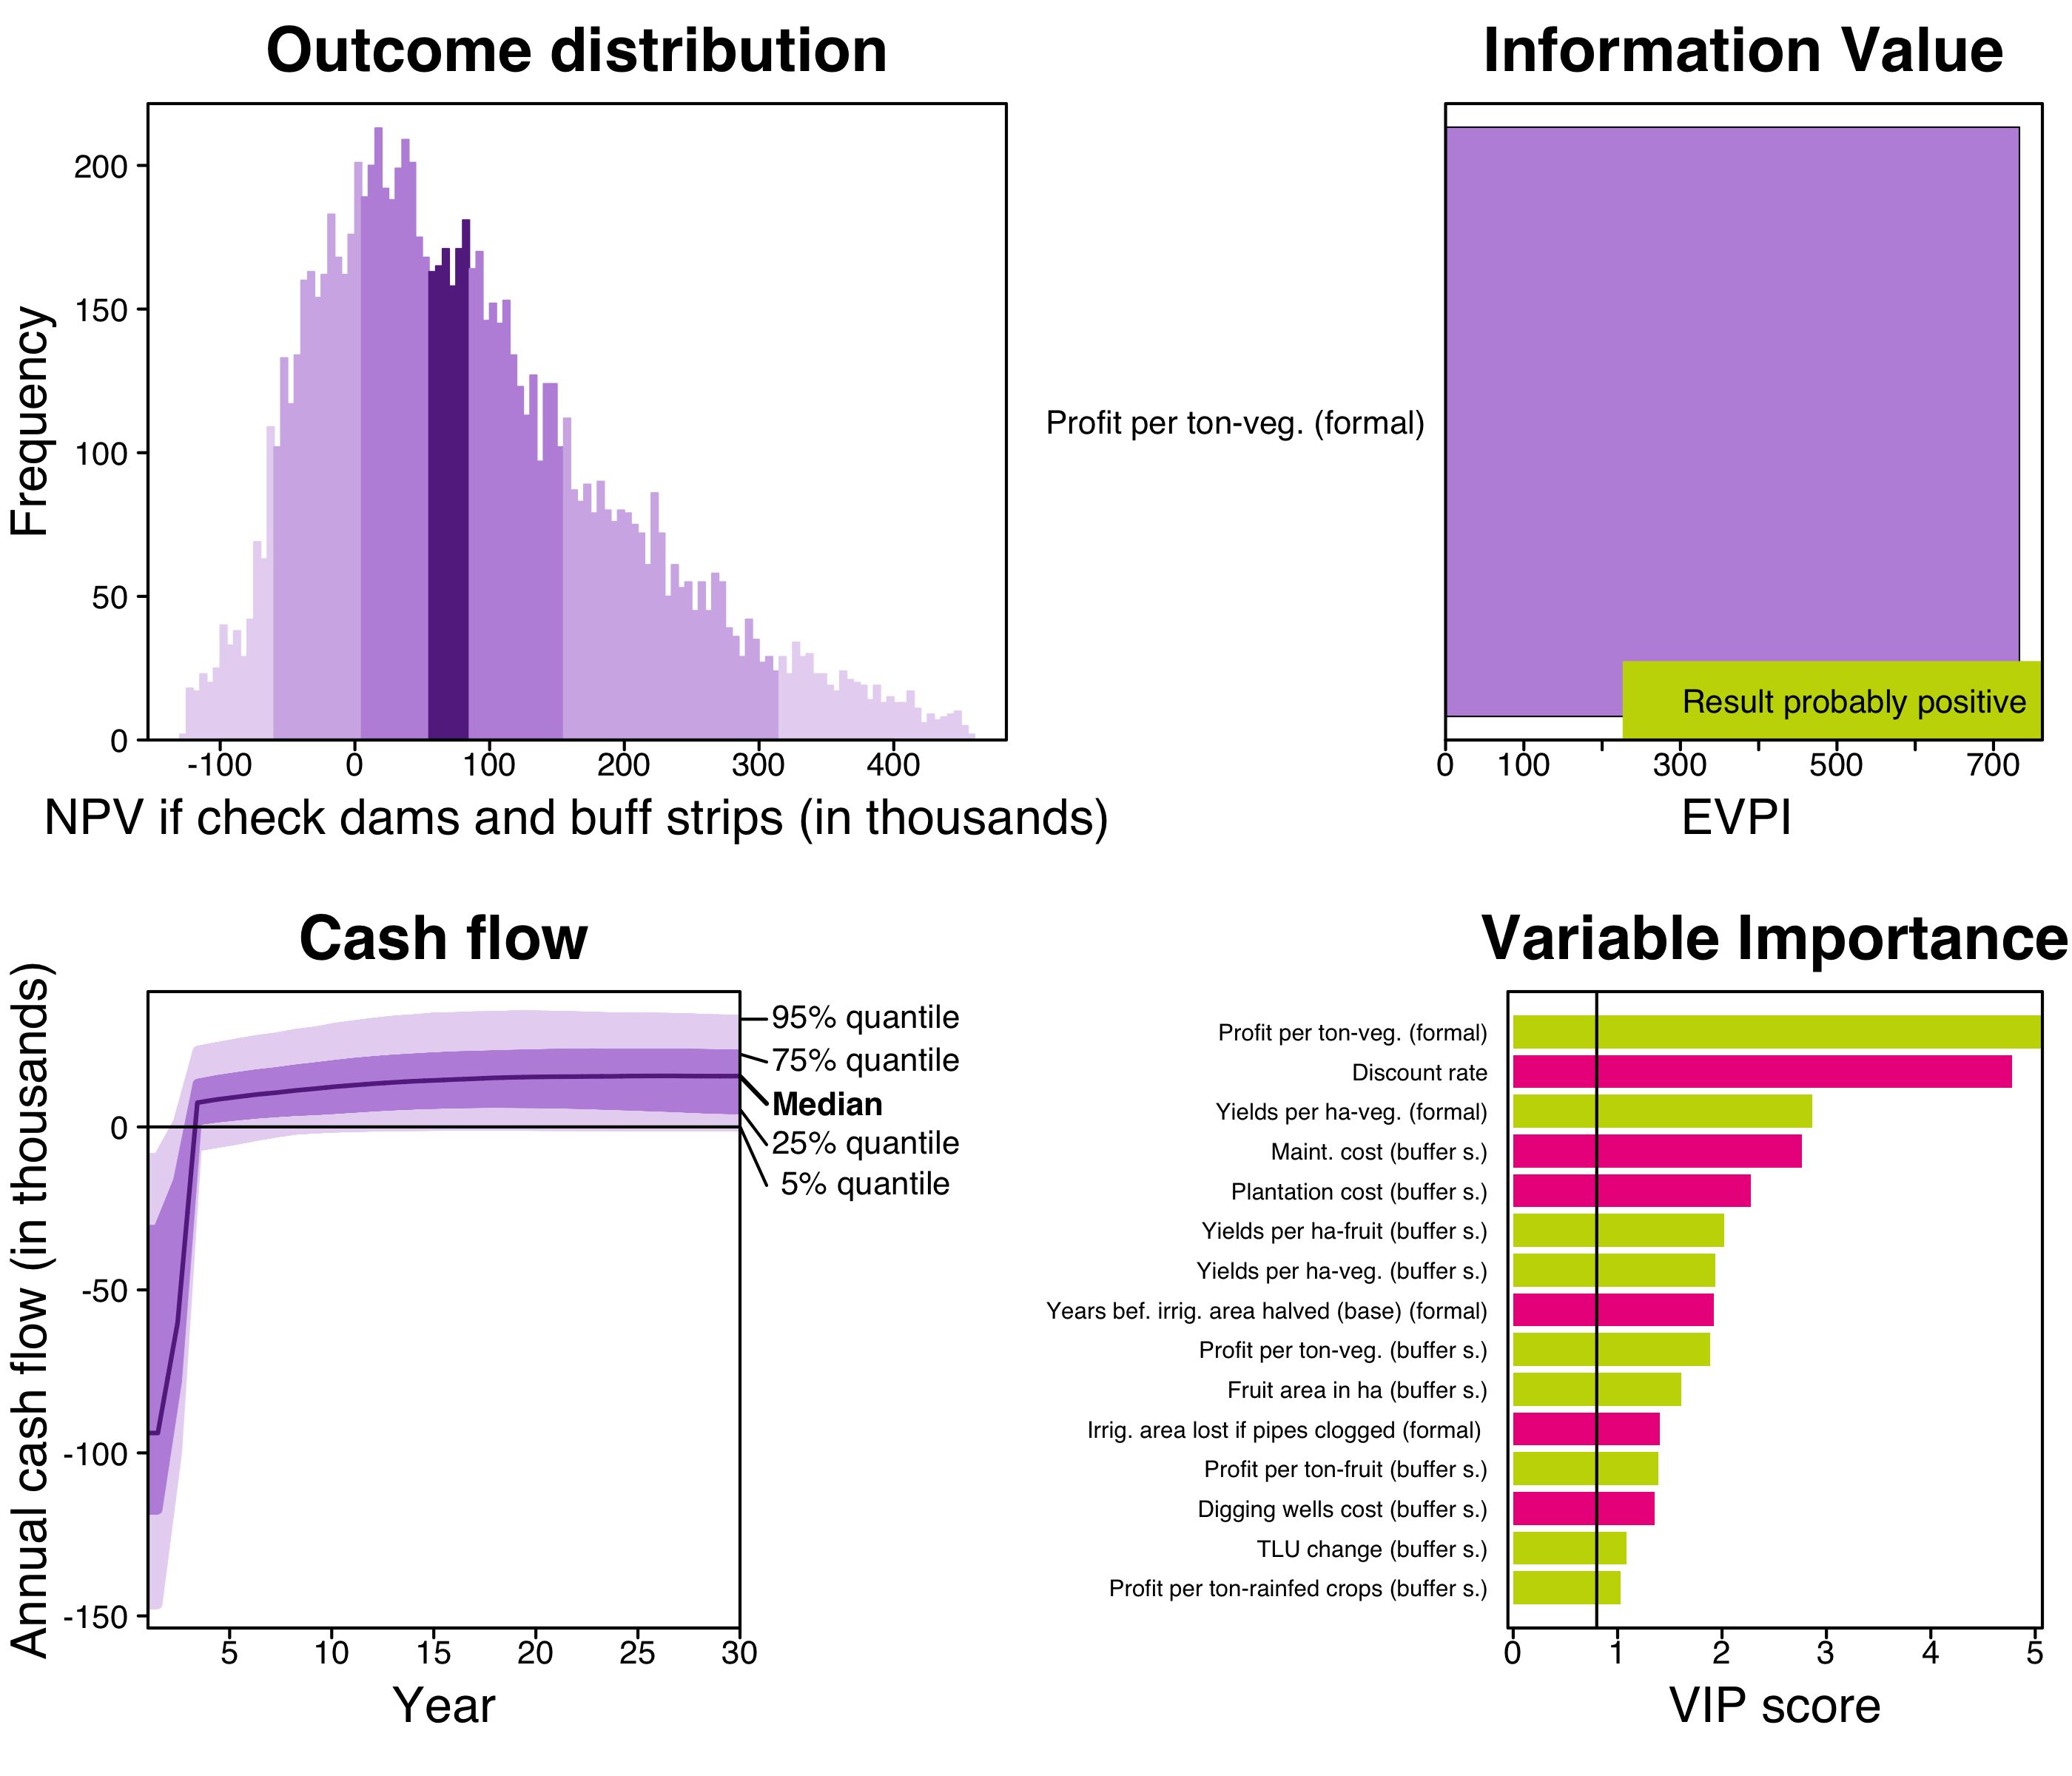 Outcome distribution
Frequency
200
150
100
50
0
-100 0 100 200 300 400
NPV if check dams and buff strips (in thousands)
Information Value
Profit per ton-veg. (formal)
Result probably positive
0 100 300 500 700
EVPI
Cash flow
Annual cash flow (in thousands)
0
-50
-100
-150
95% quantile
75% quantile
Median
25% quantile
5% quantile
5 10 15 20 25 30
Year
Variable Importance
Profit per ton-veg. (formal)
Discount rate
Yields per ha-veg. (formal)
Maint. cost (buffer s.)
Plantation cost (buffer s.)
Yields per ha-fruit (buffer s.)
Yields per ha-veg. (buffer s.)
Years bef. irrig. area halved (base) (formal)
Profit per ton-veg. (buffer s.)
Fruit area in ha (buffer s.)
Irrig. area lost if pipes clogged (formal)
Profit per ton-fruit (buffer s.)
Digging wells cost (buffer s.)
TLU change (buffer s.)
Profit per ton-rainfed crops (buffer s.)
0 1 2 3 4 5
VIP score